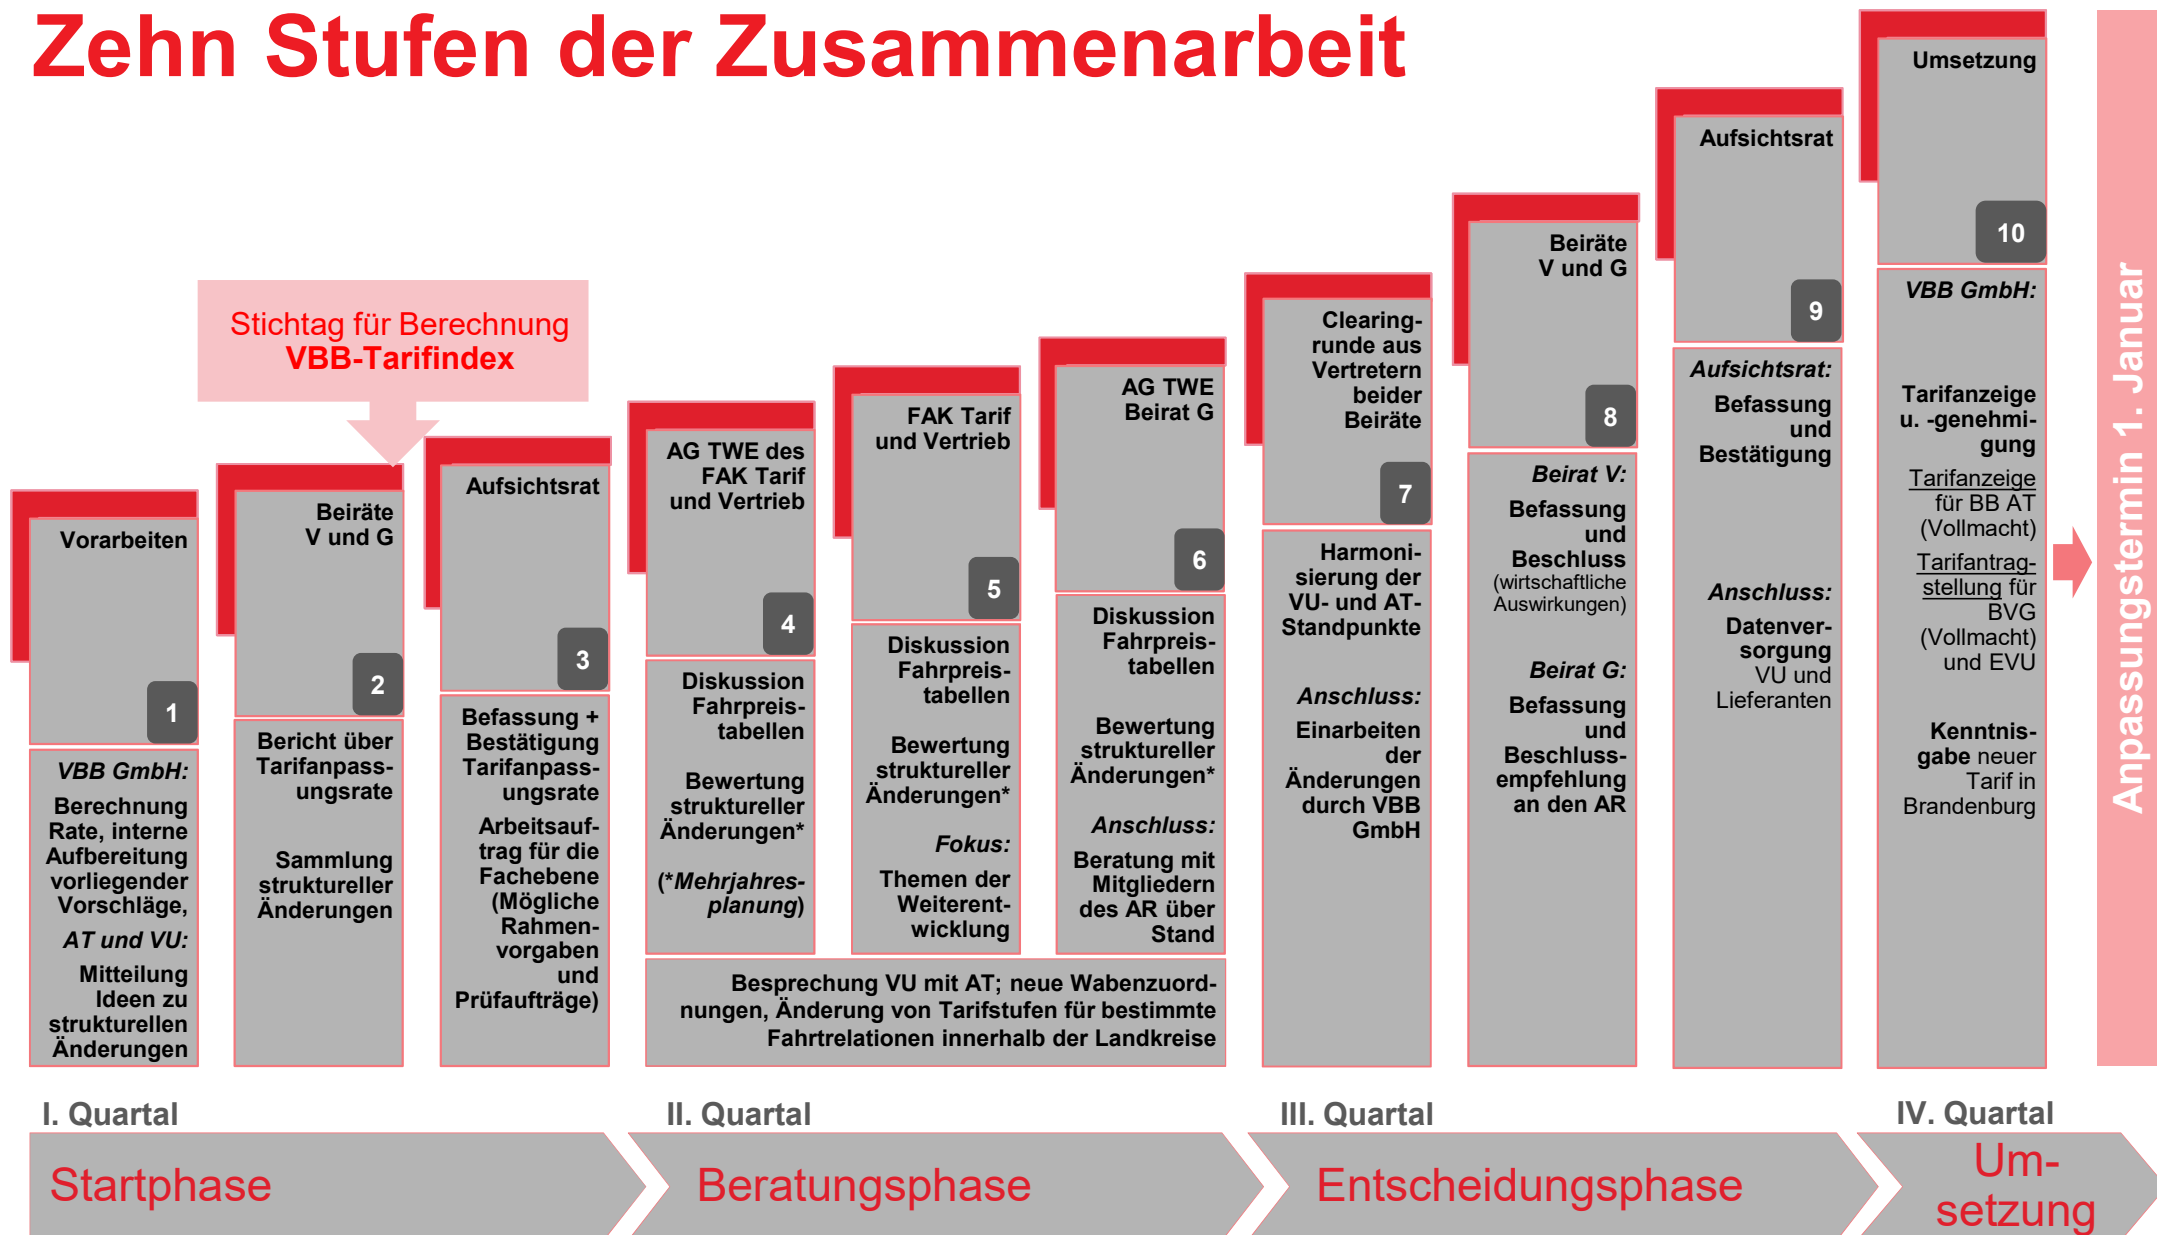 Zehn Stufen der Zusammenarbeit
Stichtag für Berechnung
VBB-Tarifindex
Vorarbeiten
1
VBB GmbH:
Berechnung
Rate, interne
Aufbereitung
vorliegender
Vorschläge,
AT und VU:
Mitteilung
Ideen zu
strukturellen
Änderungen
Beiräte
V und G
2
Bericht über
Tarifanpass-
ungsrate
Sammlung
struktureller
Änderungen
Aufsichtsrat
3
Befassung +
Bestätigung
Tarifanpass-
ungsrate
Arbeitsauf-
trag für die
Fachebene
(Mögliche
Rahmen-
vorgaben
und
Prüfaufträge)
AG TWE des
FAK Tarif
und Vertrieb
4
Diskussion
Fahrpreis-
tabellen
Bewertung
struktureller
Änderungen*
(*Mehrjahres-
planung)
FAK Tarif
und Vertrieb
5
Diskussion
Fahrpreis-
tabellen
Bewertung
struktureller
Änderungen*
Fokus:
Themen der
Weiterent-
wicklung
AG TWE
Beirat G
6
Diskussion
Fahrpreis-
tabellen
Bewertung
struktureller
Änderungen*
Anschluss:
Beratung mit
Mitgliedern
des AR über
Stand
Besprechung VU mit AT; neue Wabenzuord-
nungen, Änderung von Tarifstufen für bestimmte
Fahrtrelationen innerhalb der Landkreise
Clearing-
runde aus
Vertretern
beider
Beiräte
7
Harmoni-
sierung der
VU- und AT-
Standpunkte
Anschluss:
Einarbeiten
der
Änderungen
durch VBB
GmbH
Beiräte
V und G
8
Beirat V:
Befassung
und
Beschluss
(wirtschaftliche
Auswirkungen)
Beirat G:
Befassung
und
Beschluss-
empfehlung
an den AR
Aufsichtsrat
9
Aufsichtsrat:
Befassung
und
Bestätigung
Anschluss:
Datenver-
sorgung
VU und
Lieferanten
Umsetzung
10
VBB GmbH:
Tarifanzeige
u. -genehmi-
gung
Tarifanzeige
für BB AT
(Vollmacht)
Tarifantrag-
stellung für
BVG
(Vollmacht)
und EVU
Kenntnis-
gabe neuer
Tarif in
Brandenburg
Anpassungstermin 1. Januar
I. Quartal
II. Quartal
III. Quartal
IV. Quartal
Startphase
Beratungsphase
Entscheidungsphase
Um-
setzung